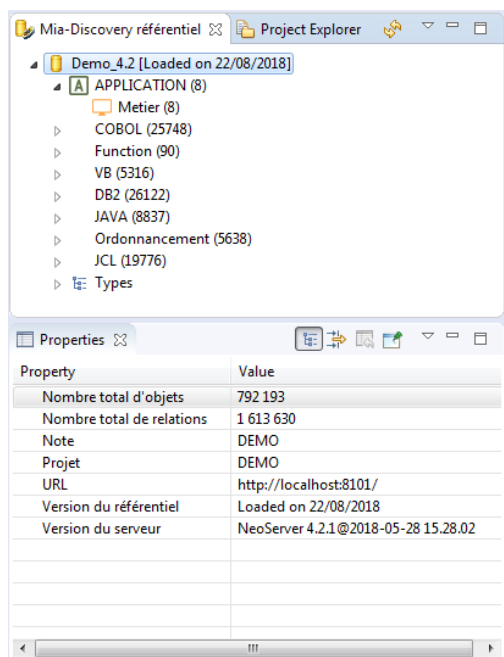 Mia-Discovery référentiel Project Explorer
Demo_4.2 [Loaded on 22/08/2018]
A APPLICATION (8)
Metier (8)
COBOL (25748)
Function (90)
VB (5316)
DB2 (26122)
JAVA (8837)
Ordonnancement (5638)
JCL (19776)
Types
Properties
Property Value
Nombre total d'objets 792 193
Nombre total de relations 1 613 630
Note DEMO
Projet DEMO
URL http://localhost:8101/
Version du référentiel Loaded on 22/08/2018
Version du serveur NeoServer 4.2.1@2018-05-28 15.28.02